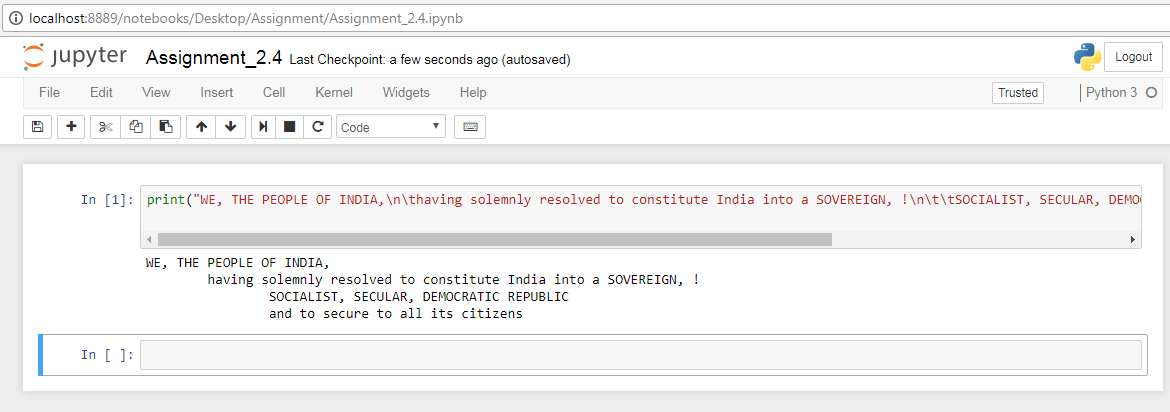 localhost:8889/notebooks/Desktop/Assignment/Assignment_2.4.ipynb
jupyter Assignment_2.4 Last Checkpoint: a few seconds ago (autosaved) Logout
File Edit View Insert Cell Kernel Widgets Help Trusted Python 3
Code
In [1]: print("WE, THE PEOPLE OF INDIA,\n\thaving solemnly resolved to constitute India into a SOVEREIGN, !\n\t\tSOCIALIST, SECULAR, DEMO
WE, THE PEOPLE OF INDIA,
having solemnly resolved to constitute India into a SOVEREIGN, !
SOCIALIST, SECULAR, DEMOCRATIC REPUBLIC
and to secure to all its citizens
In [ ]: